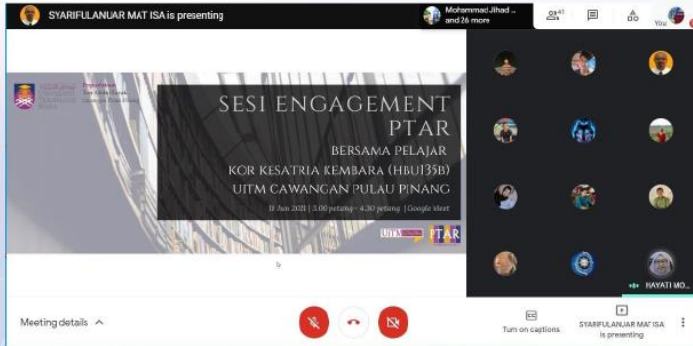 SYARIFULANUAR MAT ISA is presenting
Mohammad Jihad ..
and 26 more
41
You
SESI ENGAGEMENT
PTAR
BERSAMA PELAJAR
KOR KESATRIA KEMBARA (HBU135B)
UITM CAWANGAN PULAU PINANG
11 Jun 2021 | 3.00 petang - 4.30 petang | Google Meet
UiTM
PTAR
HAYATI MO...
Meeting details
Turn on captions
SYARIFULANUAR MAT ISA
is presenting